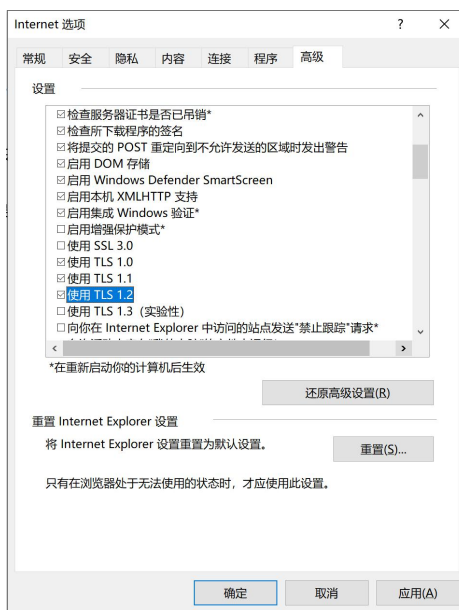 Internet 选项
?
×
常规 安全 隐私 内容 连接 程序 高级
设置
检查服务器证书是否已吊销*
检查所下载程序的签名
将提交的 POST 重定向到不允许发送的区域时发出警告
启用 DOM 存储
启用 Windows Defender SmartScreen
启用本机 XMLHTTP 支持
启用集成 Windows 验证*
启用增强保护模式*
使用 SSL 3.0
使用 TLS 1.0
使用 TLS 1.1
使用 TLS 1.2
使用 TLS 1.3（实验性）
向你在 Internet Explorer 中访问的站点发送"禁止跟踪"请求*
*在重新启动你的计算机后生效
还原高级设置(R)
重置 Internet Explorer 设置
将 Internet Explorer 设置重置为默认设置。
重置(S)...
只有在浏览器处于无法使用的状态时，才应使用此设置。
确定 取消 应用(A)